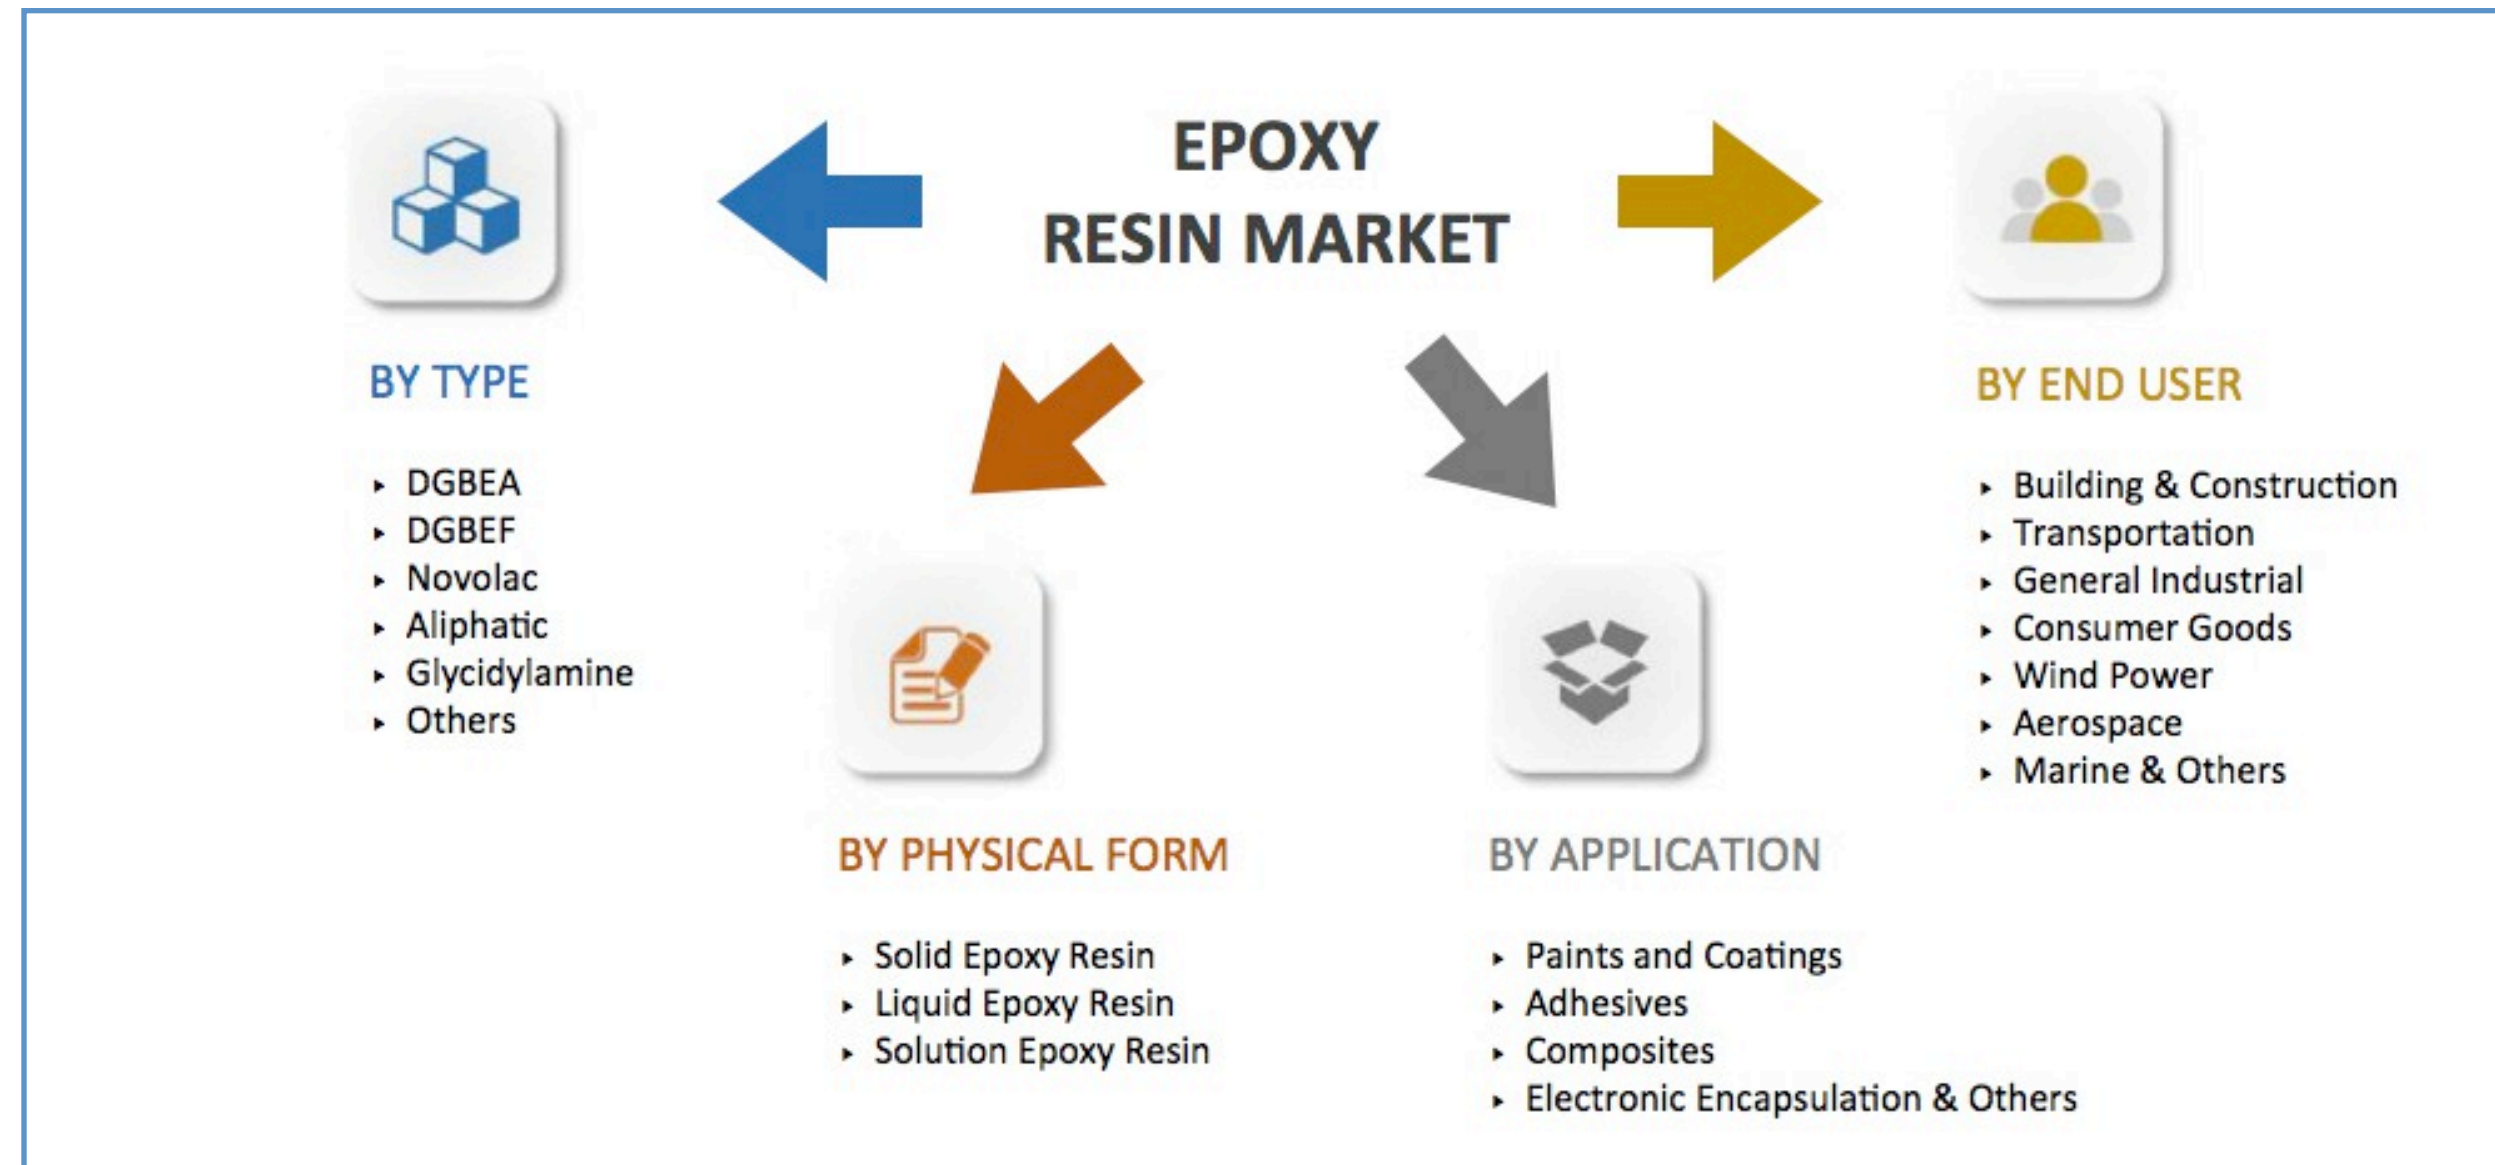 EPOXY
RESIN MARKET
BY TYPE
▸ DGBEA
▸ DGBEF
▸ Novolac
▸ Aliphatic
▸ Glycidylamine
▸ Others
BY PHYSICAL FORM
▸ Solid Epoxy Resin
▸ Liquid Epoxy Resin
▸ Solution Epoxy Resin
BY APPLICATION
▸ Paints and Coatings
▸ Adhesives
▸ Composites
▸ Electronic Encapsulation & Others
BY END USER
▸ Building & Construction
▸ Transportation
▸ General Industrial
▸ Consumer Goods
▸ Wind Power
▸ Aerospace
▸ Marine & Others